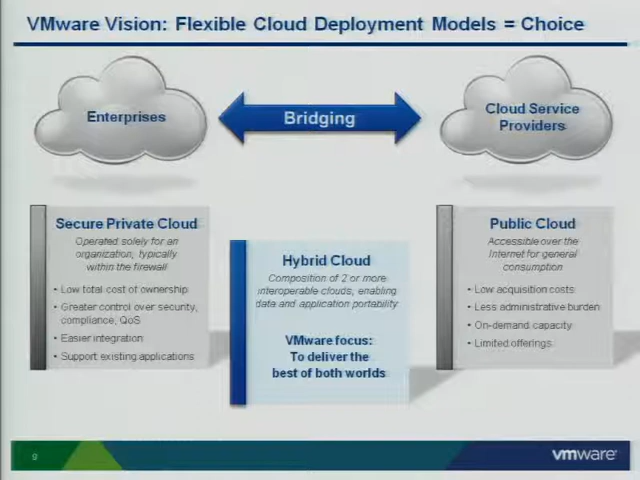 VMware Vision: Flexible Cloud Deployment Models = Choice
Enterprises
Bridging
Cloud Service
Providers
Secure Private Cloud
Operated solely for an
organization, typically
within the firewall
• Low total cost of ownership
• Greater control over security,
compliance, QoS
• Easier integration
• Support existing applications
Hybrid Cloud
Composition of 2 or more
interoperable clouds, enabling
data and application portability
VMware focus:
To deliver the
best of both worlds
Public Cloud
Accessible over the
Internet for general
consumption
• Low acquisition costs
• Less administrative burden
• On-demand capacity
• Limited offerings
9
vmware